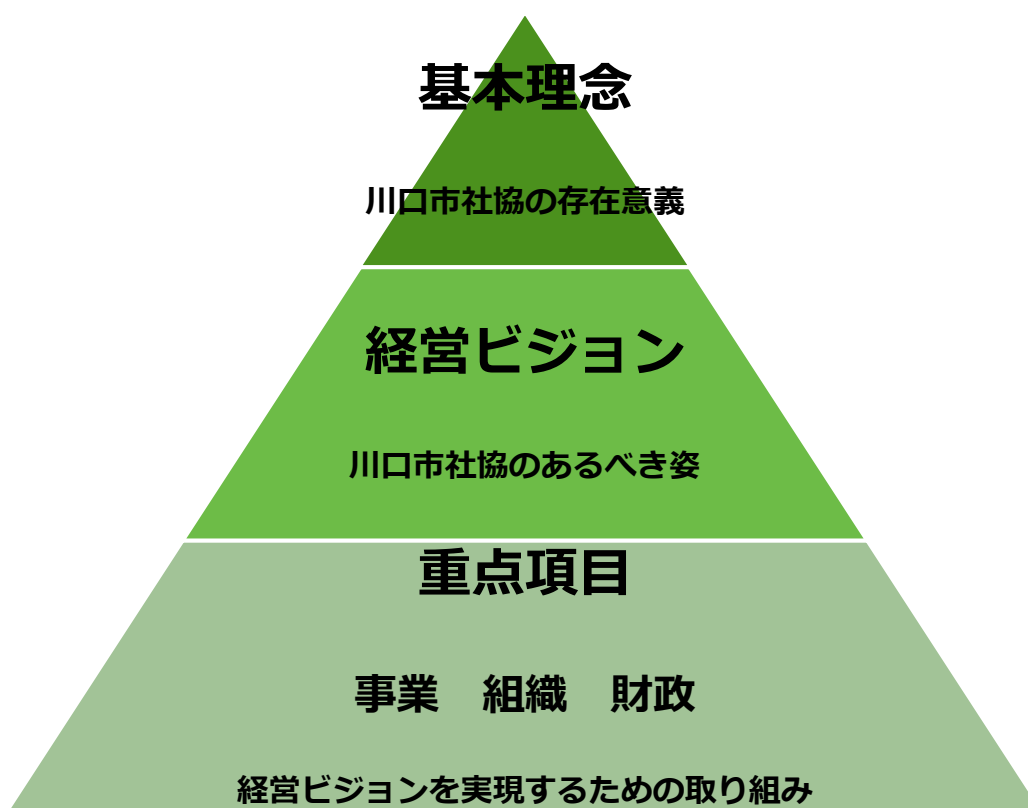 基本理念
川口市社協の存在意義
経営ビジョン
川口市社協のあるべき姿
重点項目
事業　組織　財政
経営ビジョンを実現するための取り組み